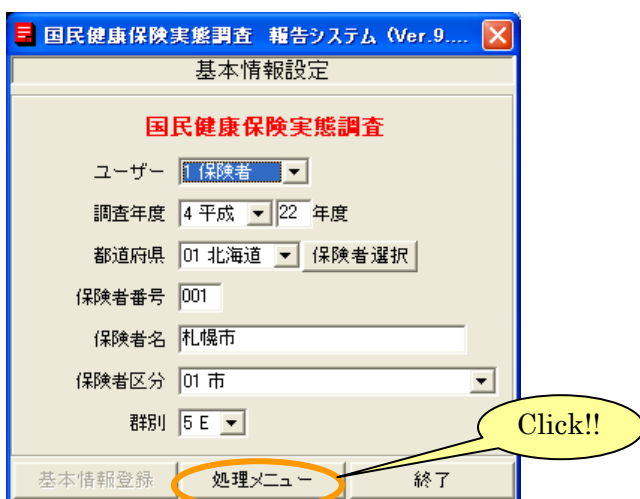 国民健康保険実態調査 報告システム (Ver.9....
基本情報設定
国民健康保険実態調査
ユーザー 1 保険者
調査年度 4 平成 22 年度
都道府県 01 北海道 保険者選択
保険者番号 001
保険者名 札幌市
保険者区分 01 市
群別 5 E
Click!!
基本情報登録 処理メニュー 終了